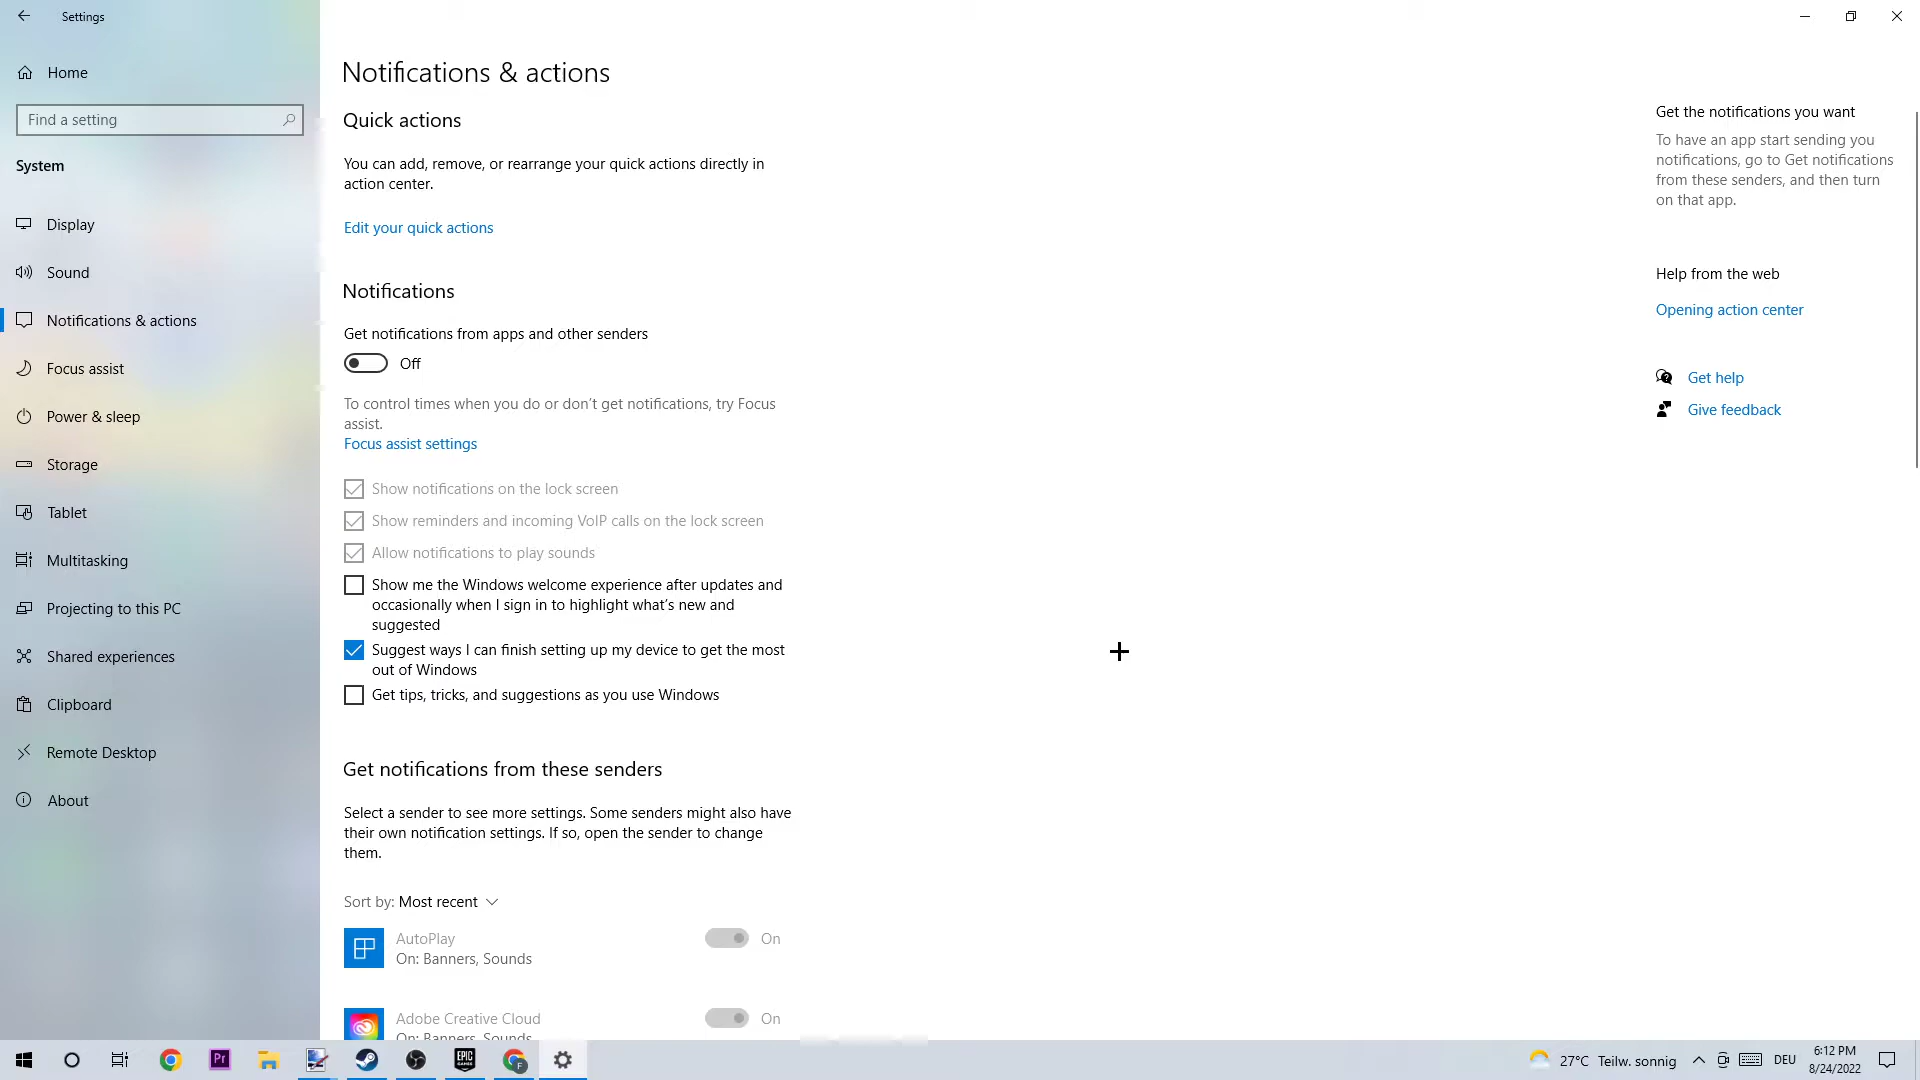 Settings
Home
Find a setting
System
Display
Sound
Notifications & actions
Focus assist
Power & sleep
Storage
Tablet
Multitasking
Projecting to this PC
Shared experiences
Clipboard
Remote Desktop
About
Notifications & actions
Quick actions
You can add, remove, or rearrange your quick actions directly in
action center.
Edit your quick actions
Notifications
Get notifications from apps and other senders
Off
To control times when you do or don't get notifications, try Focus
assist.
Focus assist settings
Show notifications on the lock screen
Show reminders and incoming VoIP calls on the lock screen
Allow notifications to play sounds
Show me the Windows welcome experience after updates and
occasionally when I sign in to highlight what's new and
suggested
Suggest ways I can finish setting up my device to get the most
out of Windows
Get tips, tricks, and suggestions as you use Windows
Get notifications from these senders
Select a sender to see more settings. Some senders might also have
their own notification settings. If so, open the sender to change
them.
Sort by: Most recent
AutoPlay
On: Banners, Sounds
On
Adobe Creative Cloud
On: Banners, Sounds
On
Get the notifications you want
To have an app start sending you
notifications, go to Get notifications
from these senders, and then turn
on that app.
Help from the web
Opening action center
Get help
Give feedback
Pr
EPIC
GAMES
F
27°C Teilw. sonnig
DEU
6:12 PM
8/24/2022